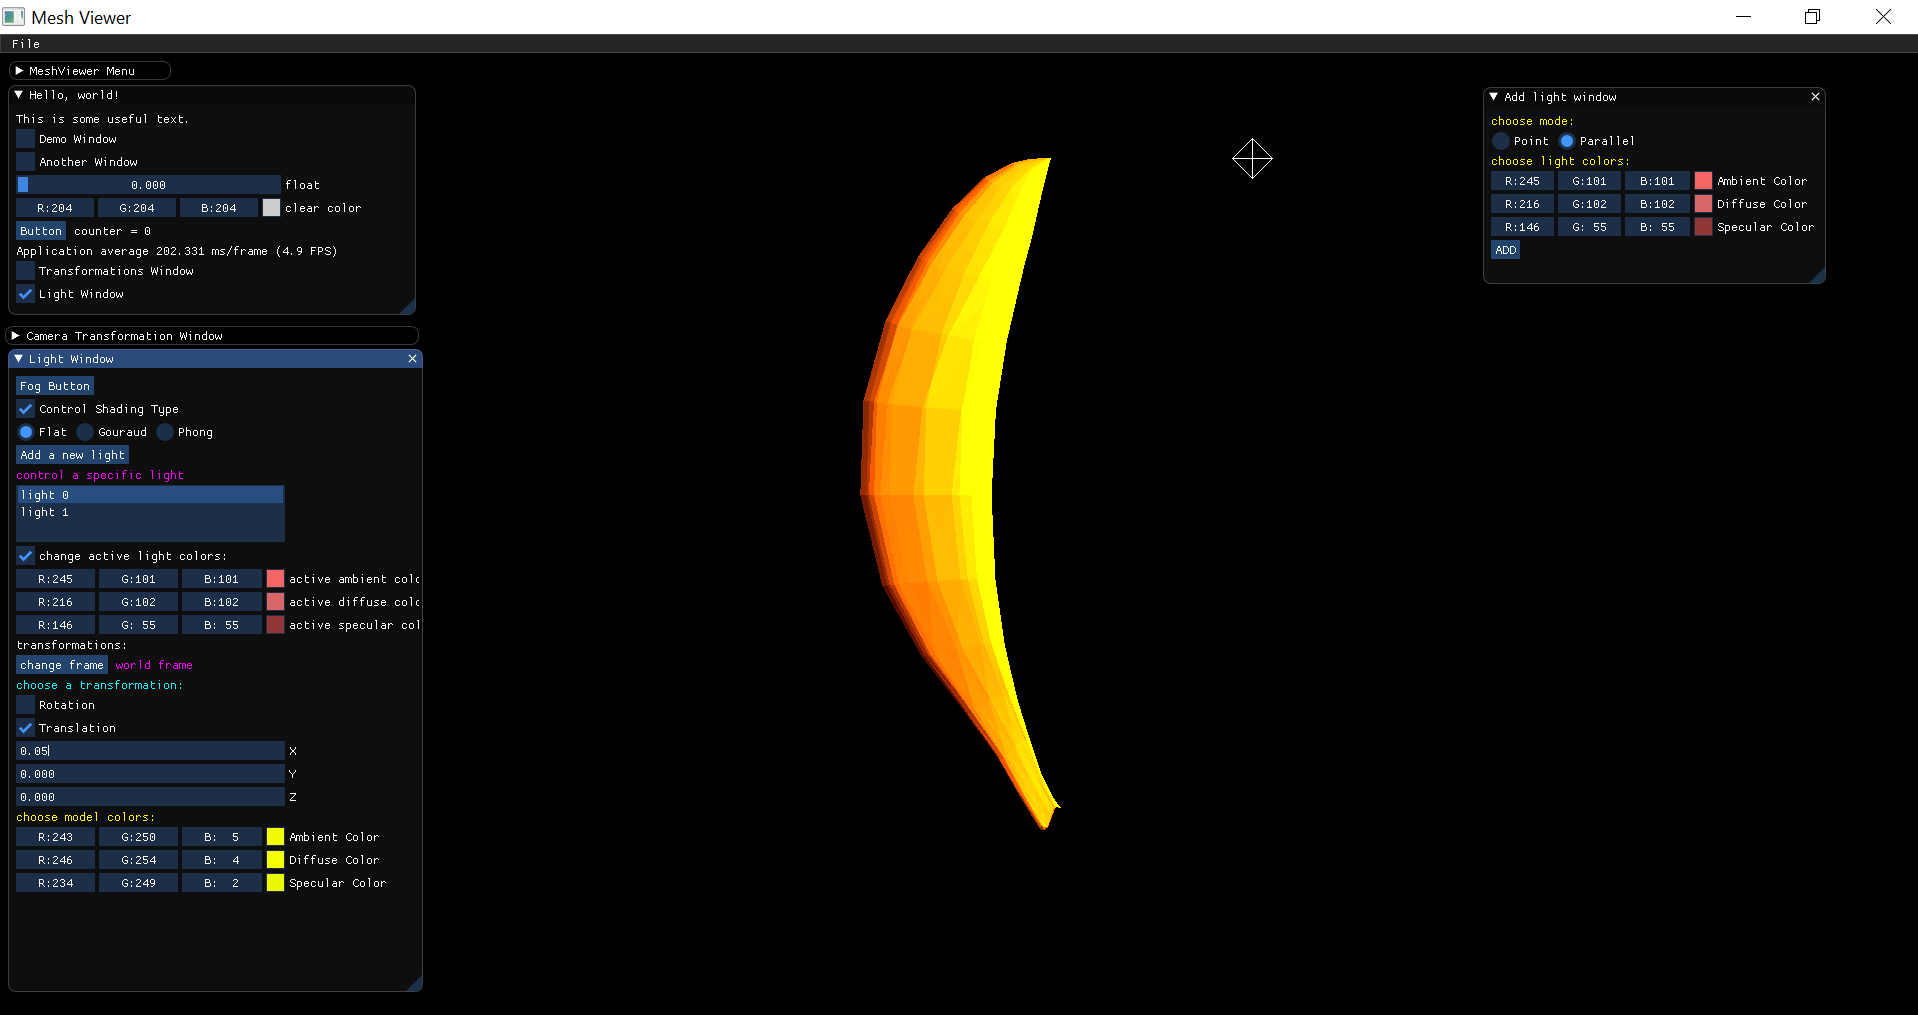 Mesh Viewer
File
MeshViewer Menu
Hello, world!
This is some useful text.
Demo Window
Another Window
0.000 float
R:204 G:204 B:204 clear color
Button counter = 0
Application average 202.331 ms/frame (4.9 FPS)
Transformations Window
Light Window
Camera Transformation Window
Light Window
Fog Button
Control Shading Type
Flat Gouraud Phong
Add a new light
control a specific light
light 0
light 1
change active light colors:
R:245 G:101 B:101 active ambient colo
R:216 G:102 B:102 active diffuse colo
R:146 G: 55 B: 55 active specular col
transformations:
change frame world frame
choose a transformation:
Rotation
Translation
0.05 X
0.000 Y
0.000 Z
choose model colors:
R:243 G:250 B: 5 Ambient Color
R:246 G:254 B: 4 Diffuse Color
R:234 G:249 B: 2 Specular Color
Add light window
choose mode:
Point Parallel
choose light colors:
R:245 G:101 B:101 Ambient Color
R:216 G:102 B:102 Diffuse Color
R:146 G: 55 B: 55 Specular Color
ADD